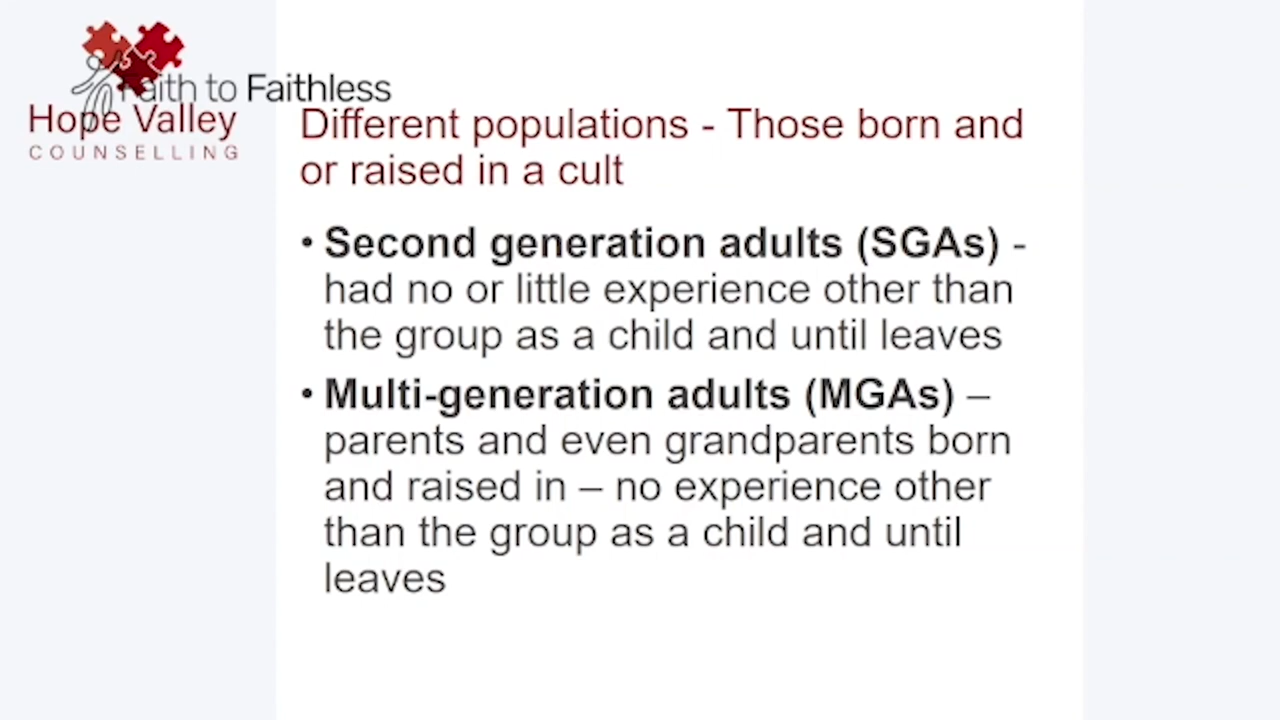 Faith to Faithless
Hope Valley
COUNSELLING
Different populations - Those born and
or raised in a cult
• Second generation adults (SGAs) -
had no or little experience other than
the group as a child and until leaves
• Multi-generation adults (MGAs) –
parents and even grandparents born
and raised in – no experience other
than the group as a child and until
leaves